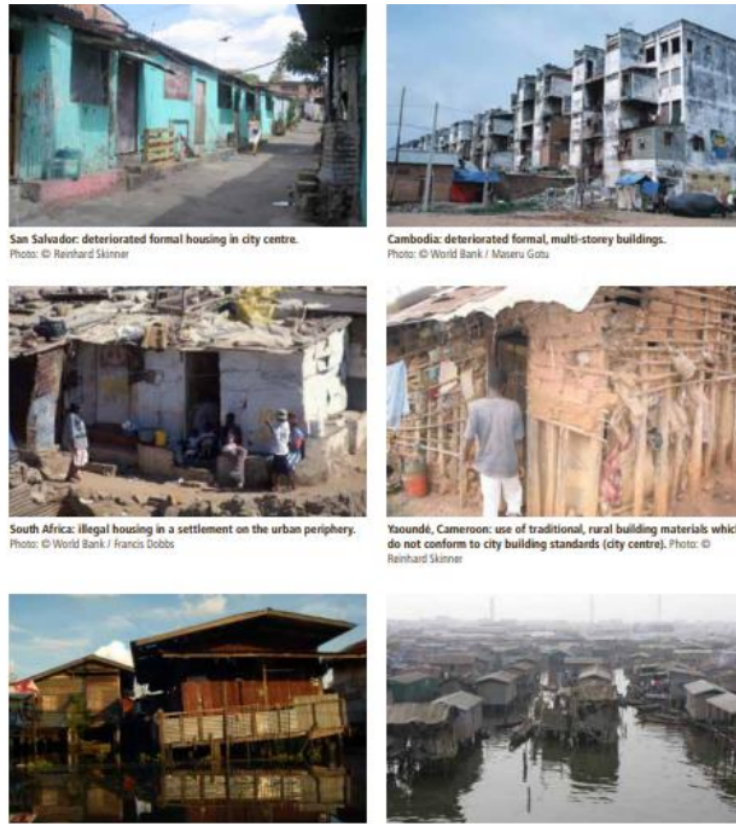 San Salvador: deteriorated formal housing in city centre.
Photo: © Reinhard Skinner
Cambodia: deteriorated formal, multi-storey buildings.
Photo: © World Bank / Maseru Gotu
South Africa: illegal housing in a settlement on the urban periphery.
Photo: © World Bank / Francis Dobbs
Yaoundé, Cameroon: use of traditional, rural building materials which
do not conform to city building standards (city centre). Photo: ©
Reinhard Skinner